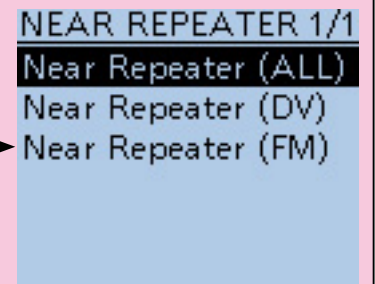 NEAR REPEATER 1/1
Near Repeater (ALL)
Near Repeater (DV)
Near Repeater (FM)